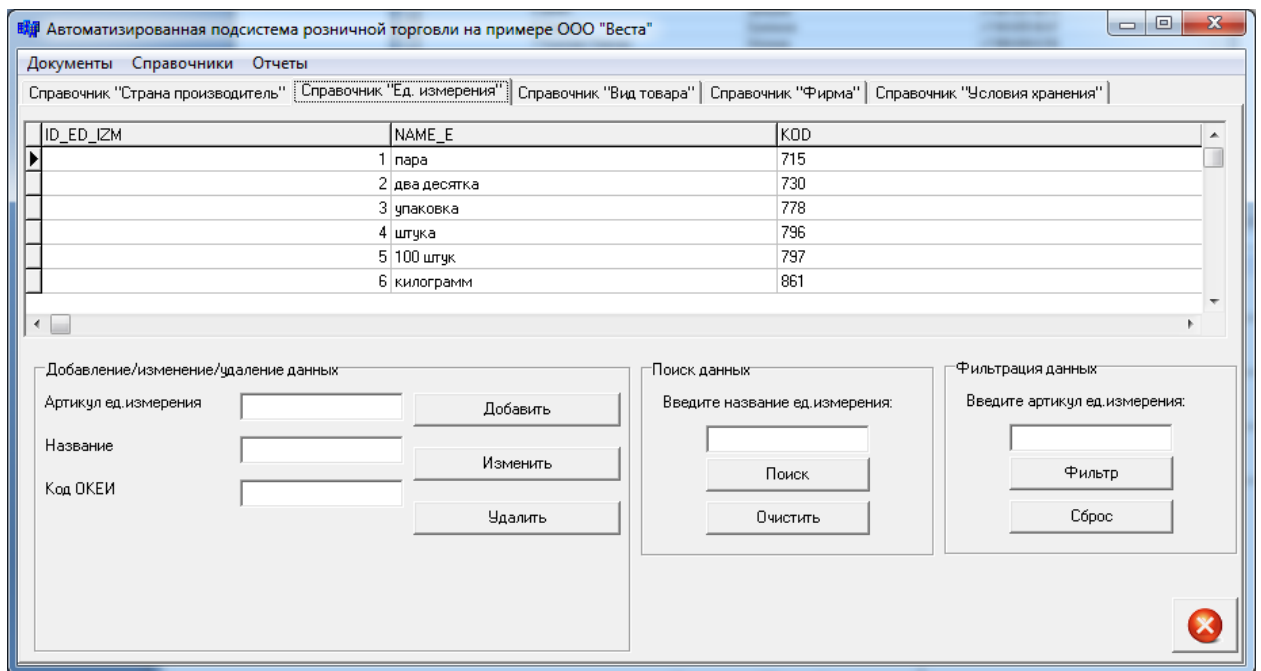 Автоматизированная подсистема розничной торговли на примере ООО "Веста"
Документы Справочники Отчеты
Справочник "Страна производитель" Справочник "Ед. измерения" Справочник "Вид товара" Справочник "Фирма" Справочник "Условия хранения"
ID_ED_IZM NAME_E KOD
1 пара 715
2 два десятка 730
3 упаковка 778
4 штука 796
5 100 штук 797
6 килограмм 861
Добавление/изменение/удаление данных
Артикул ед.измерения
Добавить
Название
Изменить
Код ОКЕИ
Удалить
Поиск данных
Введите название ед.измерения:
Поиск
Очистить
Фильтрация данных
Введите артикул ед.измерения:
Фильтр
Сброс